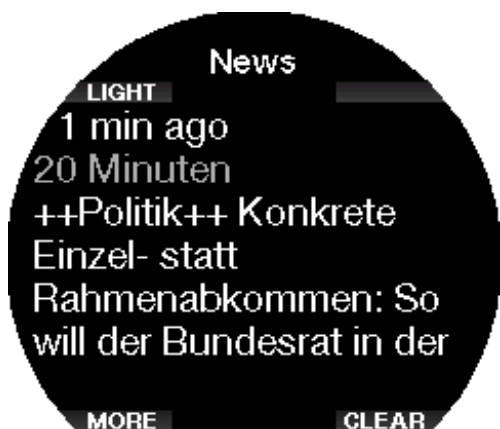 News
LIGHT
1 min ago
20 Minuten
++Politik++ Konkrete
Einzel- statt
Rahmenabkommen: So
will der Bundesrat in der
MORE CLEAR